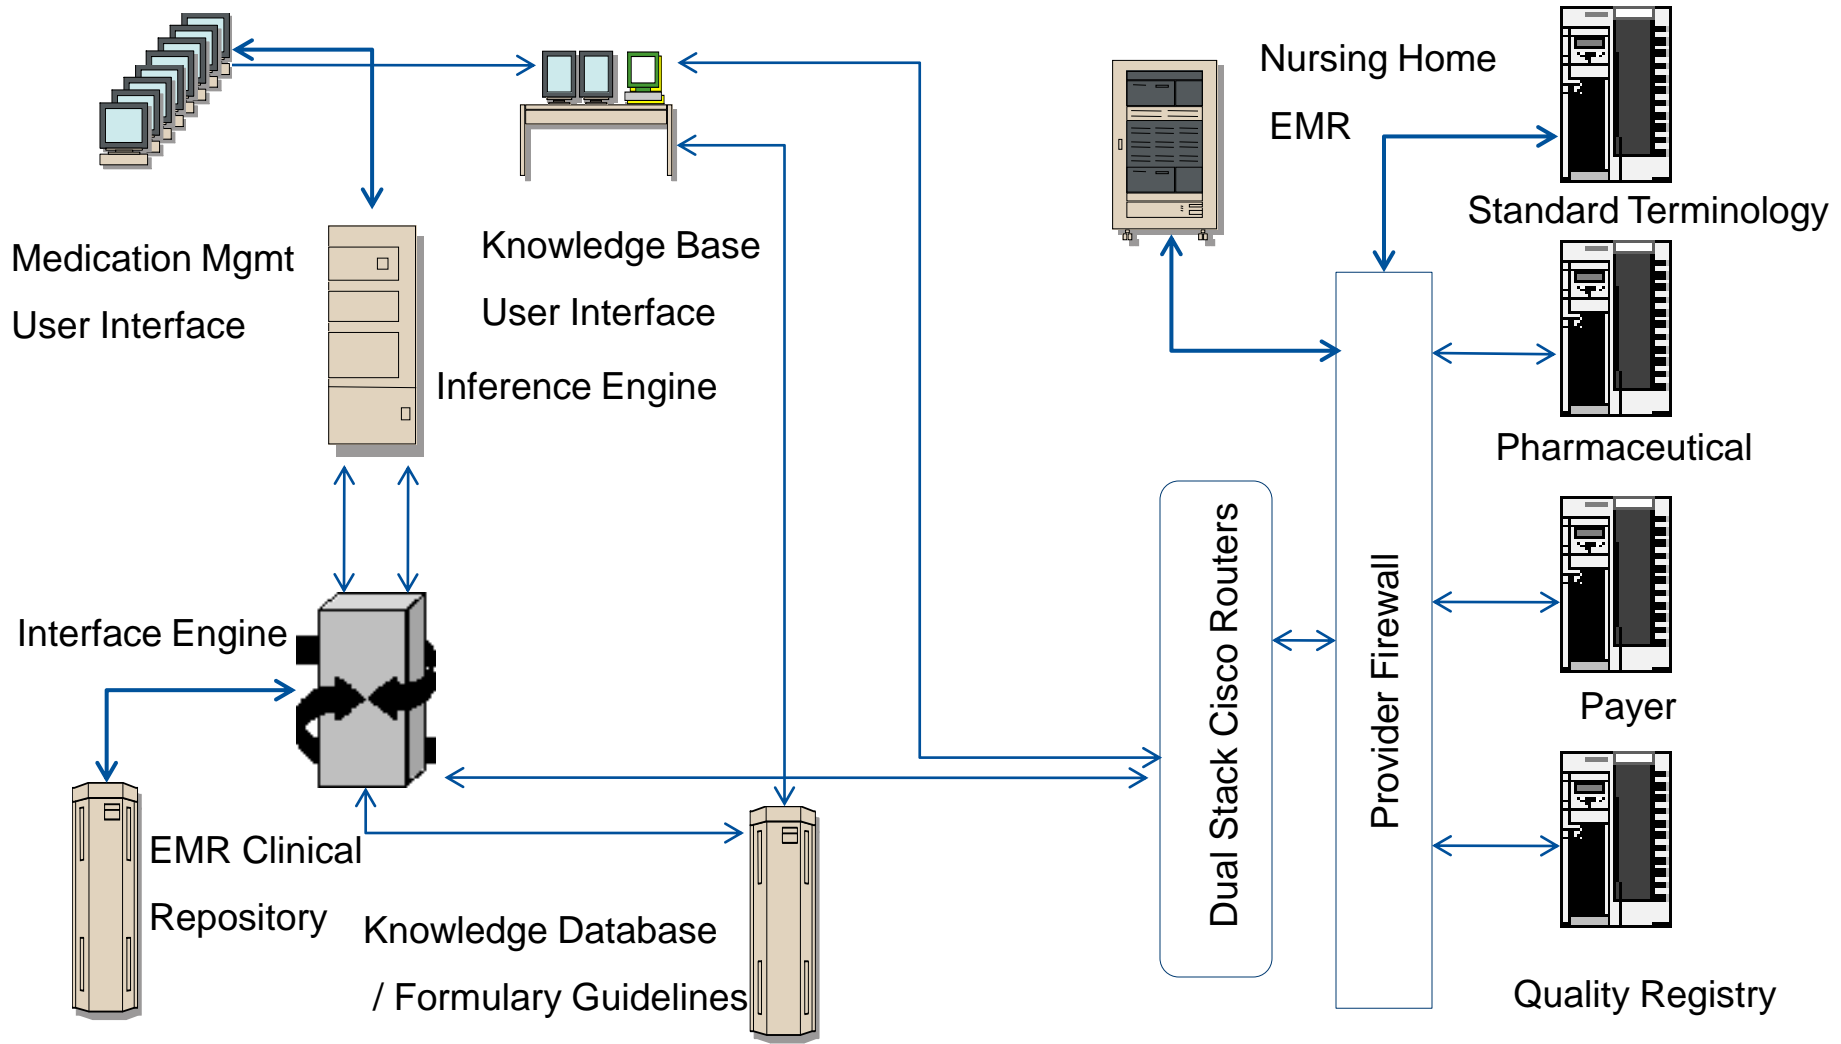 Nursing Home
EMR
Standard Terminology
Medication Mgmt
User Interface
Knowledge Base
User Interface
Inference Engine
Pharmaceutical
Interface Engine
Dual Stack Cisco Routers
Provider Firewall
Payer
EMR Clinical
Repository
Knowledge Database
/ Formulary Guidelines
Quality Registry